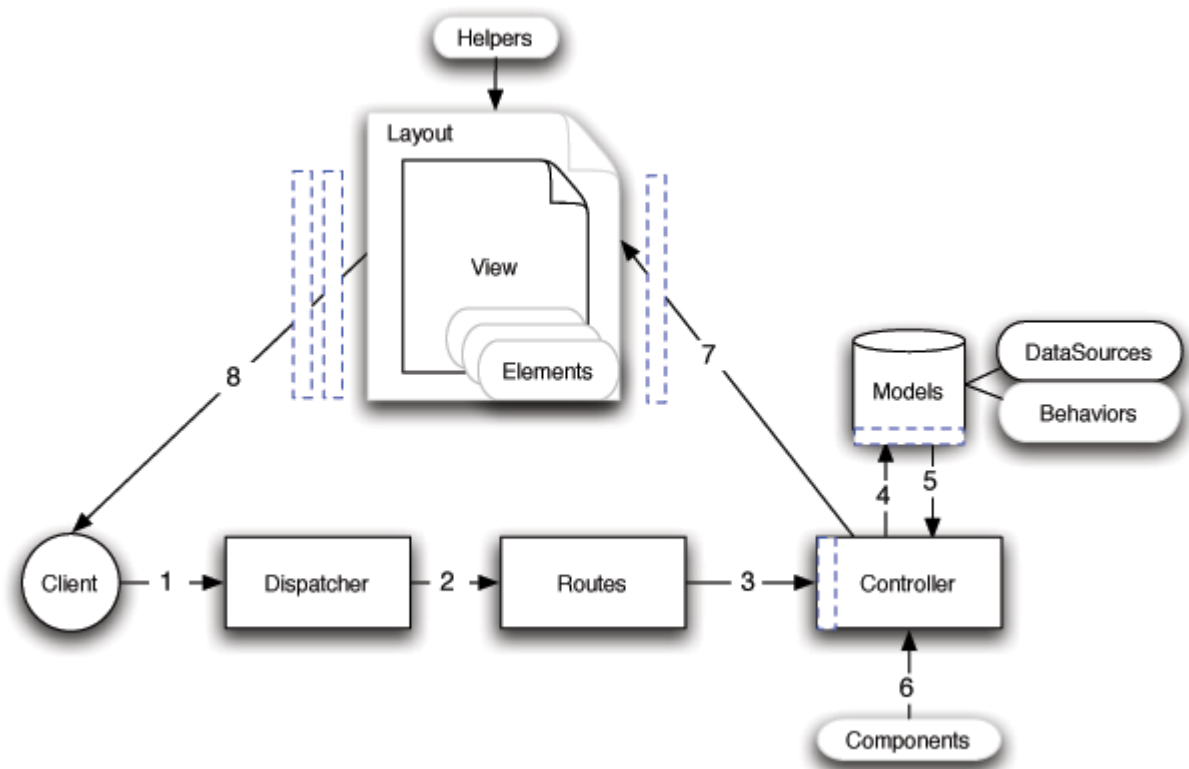 Helpers
Layout
View
Elements
8
7
DataSources
Models
Behaviors
4
5
Client
1
Dispatcher
2
Routes
3
Controller
6
Components